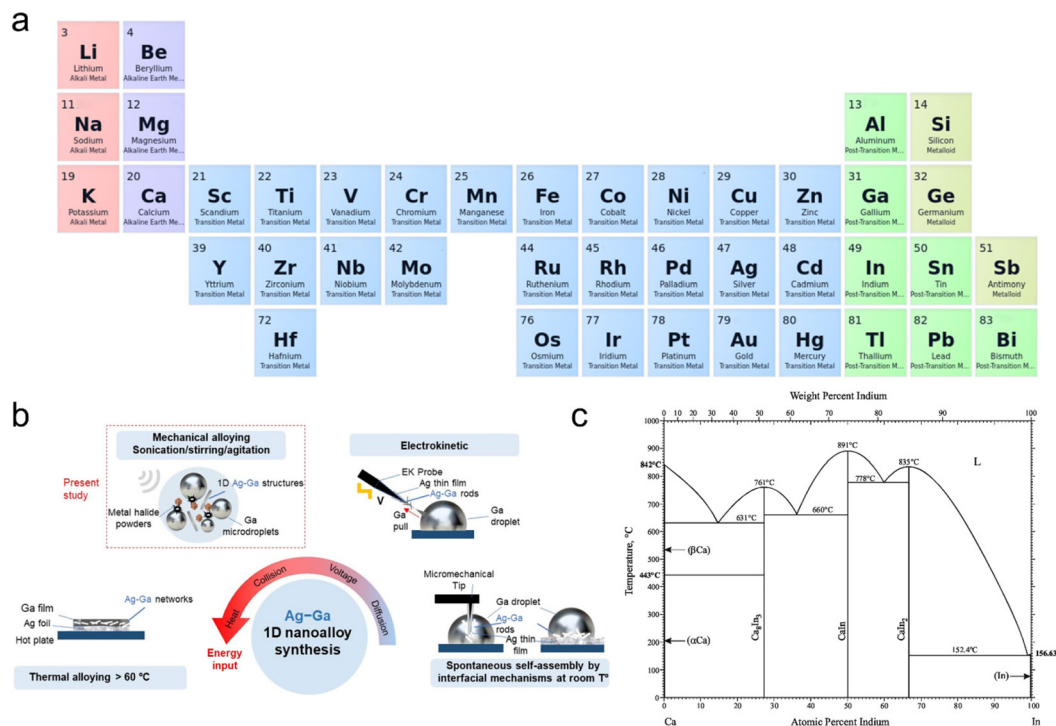 a
3
Li
Lithium
Alkali Metal
4
Be
Beryllium
Alkaline Earth Me...
11
Na
Sodium
Alkali Metal
12
Mg
Magnesium
Alkaline Earth Me...
13
Al
Aluminum
Post-Transition M...
14
Si
Silicon
Metalloid
19
K
Potassium
Alkali Metal
20
Ca
Calcium
Alkaline Earth Me...
21
Sc
Scandium
Transition Metal
22
Ti
Titanium
Transition Metal
23
V
Vanadium
Transition Metal
24
Cr
Chromium
Transition Metal
25
Mn
Manganese
Transition Metal
26
Fe
Iron
Transition Metal
27
Co
Cobalt
Transition Metal
28
Ni
Nickel
Transition Metal
29
Cu
Copper
Transition Metal
30
Zn
Zinc
Transition Metal
31
Ga
Gallium
Post-Transition M...
32
Ge
Germanium
Metalloid
39
Y
Yttrium
Transition Metal
40
Zr
Zirconium
Transition Metal
41
Nb
Niobium
Transition Metal
42
Mo
Molybdenum
Transition Metal
44
Ru
Ruthenium
Transition Metal
45
Rh
Rhodium
Transition Metal
46
Pd
Palladium
Transition Metal
47
Ag
Silver
Transition Metal
48
Cd
Cadmium
Transition Metal
49
In
Indium
Post-Transition M...
50
Sn
Tin
Post-Transition M...
51
Sb
Antimony
Metalloid
72
Hf
Hafnium
Transition Metal
76
Os
Osmium
Transition Metal
77
Ir
Iridium
Transition Metal
78
Pt
Platinum
Transition Metal
79
Au
Gold
Transition Metal
80
Hg
Mercury
Transition Metal
81
Tl
Thallium
Post-Transition M...
82
Pb
Lead
Post-Transition M...
83
Bi
Bismuth
Post-Transition M...
b
Mechanical alloying
Sonication/stirring/agitation
Present
study
1D Ag-Ga structures
Metal halide
powders
Ga
microdroplets
Electrokinetic
EK Probe
Ag thin film
Ag-Ga rods
V
Ga
pull
Ga
droplet
Heat
Collision
Voltage
Diffusion
Ag−Ga
1D nanoalloy
synthesis
Energy
input
Ga film
Ag foil
Hot plate
Ag-Ga networks
Thermal alloying > 60 ºC
Micromechanical
Tip
Ga droplet
Ag-Ga
rods
Ag thin
film
Spontaneous self-assembly by
interfacial mechanisms at room Tº
c
Weight Percent Indium
0 10 20 30 40 50 60 70 80 90 100
1000
900
800
700
600
500
400
300
200
100
0
842°C
443°C
631°C
761°C
660°C
891°C
778°C
835°C
L
152.4°C
156.63
(βCa)
(αCa)
(In)
Ca8In3
CaIn
CaIn2
Temperature, °C
0 10 20 30 40 50 60 70 80 90 100
Ca
Atomic Percent Indium
In